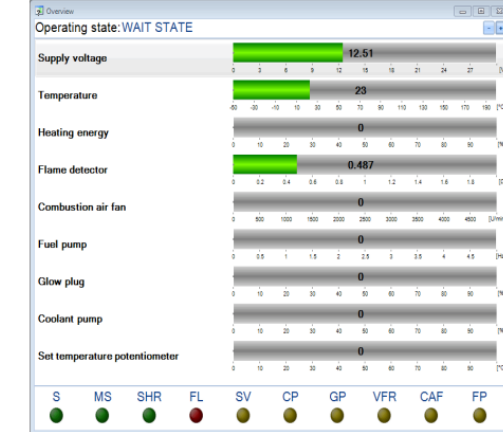 Overview
Operating state: WAIT STATE
Supply voltage 12.51
0 3 6 9 12 15 18 21 24 27
Temperature 23
-50 -30 -10 10 30 50 70 90 110 130 150 170 190
Heating energy 0
0 10 20 30 40 50 60 70 80 90
Flame detector 0.487
0 0.2 0.4 0.6 0.8 1 1.2 1.4 1.6 1.8
Combustion air fan 0
0 500 1000 1500 2000 2500 3000 3500 4000 4500
Fuel pump 0
0 0.5 1 1.5 2 2.5 3 3.5 4 4.5
Glow plug 0
0 10 20 30 40 50 60 70 80 90
Coolant pump 0
0 10 20 30 40 50 60 70 80 90
Set temperature potentiometer 0
0 10 20 30 40 50 60 70 80 90
S MS SHR FL SV CP GP VFR CAF FP